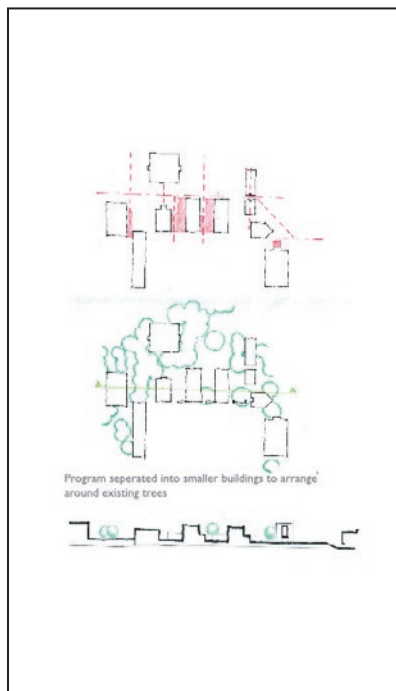 Program seperated into smaller buildings to arrange
around existing trees